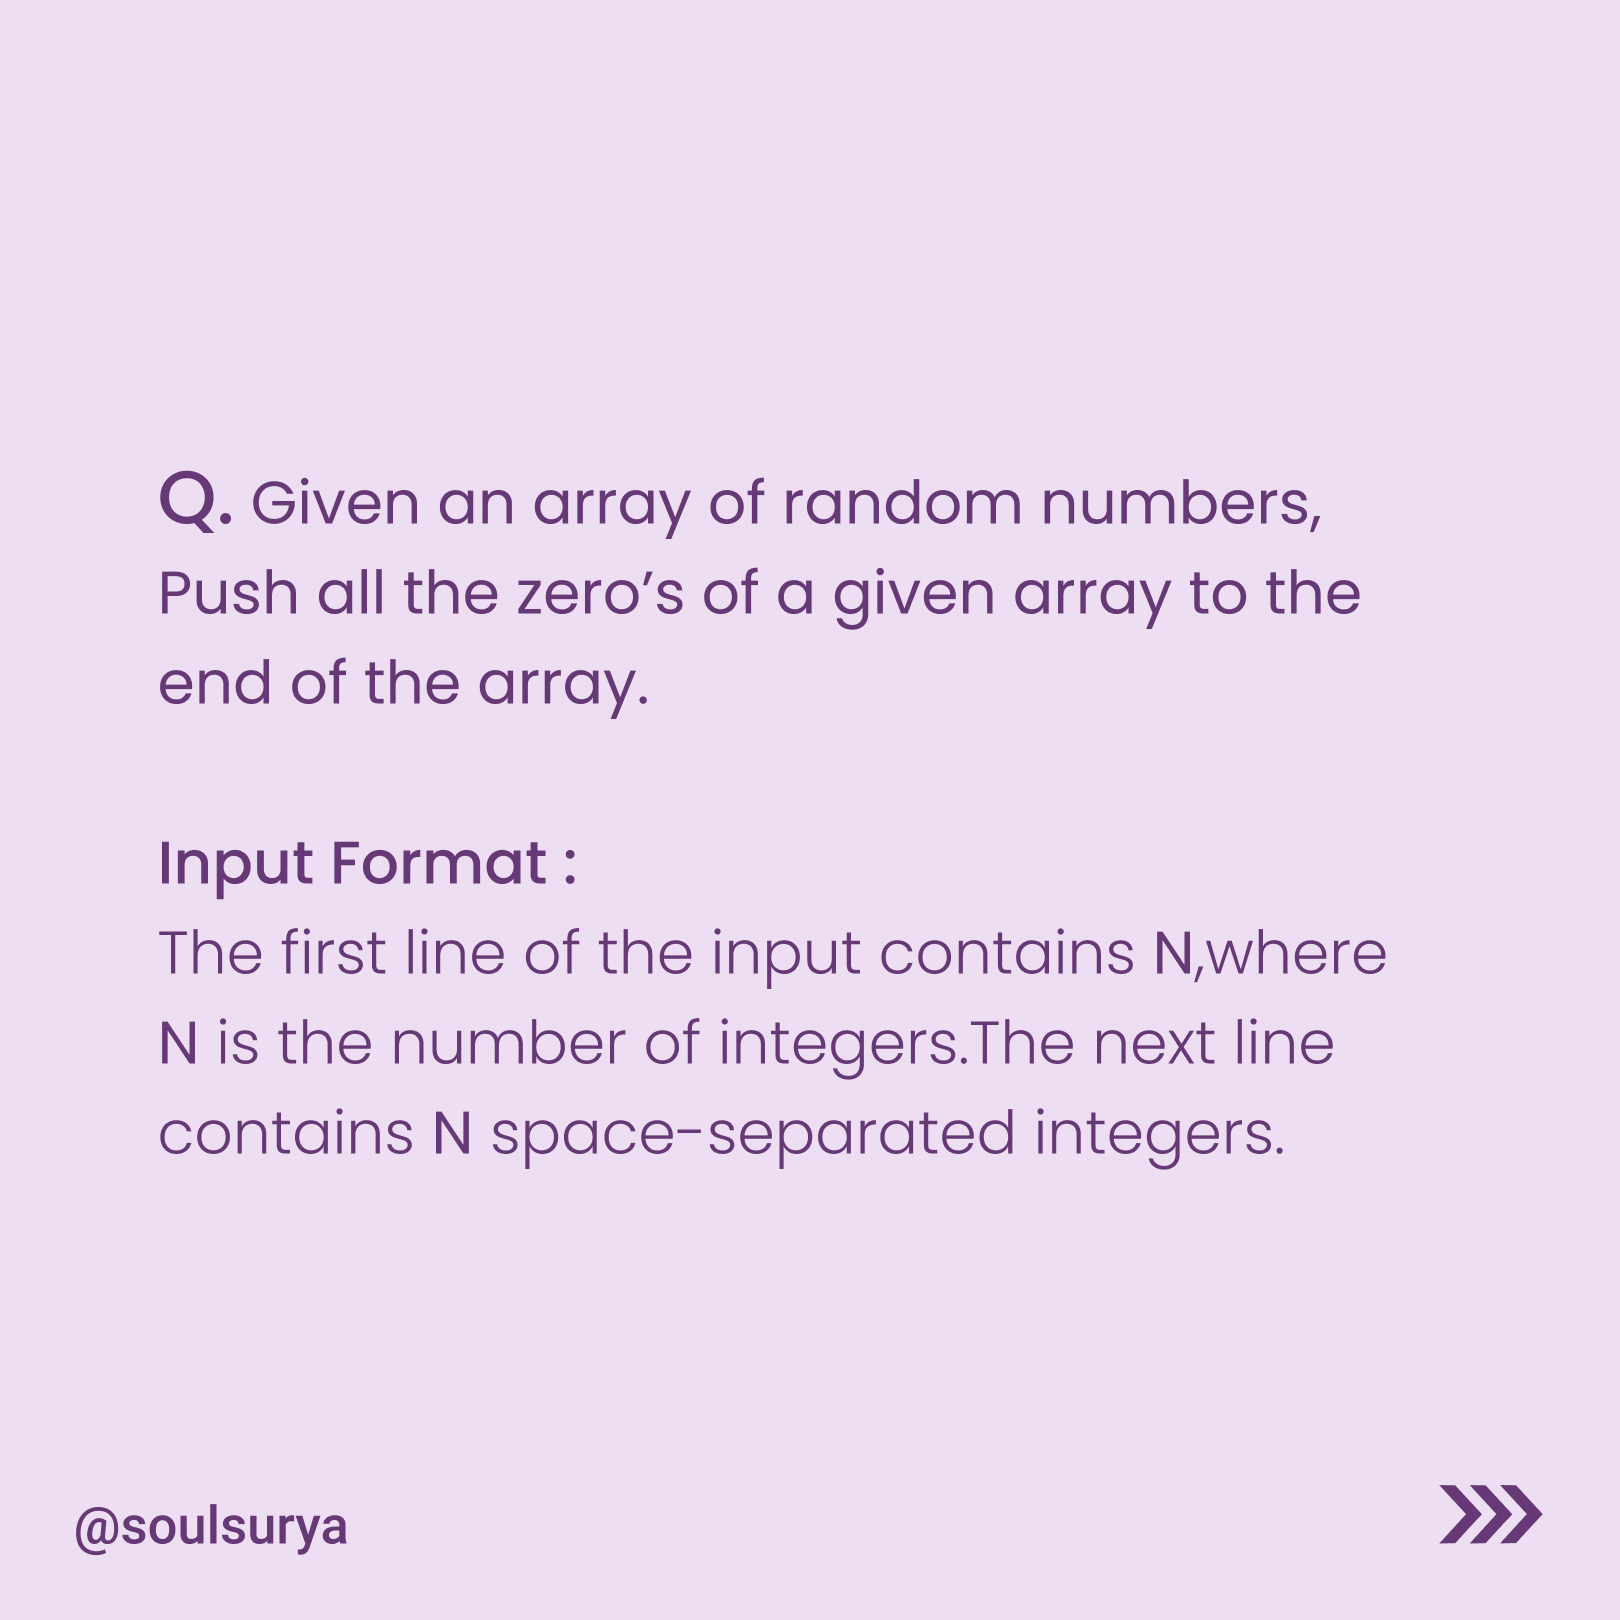 Q. Given an array of random numbers,
Push all the zero’s of a given array to the
end of the array.
Input Format :
The first line of the input contains N,where
N is the number of integers.The next line
contains N space-separated integers.
@soulsurya